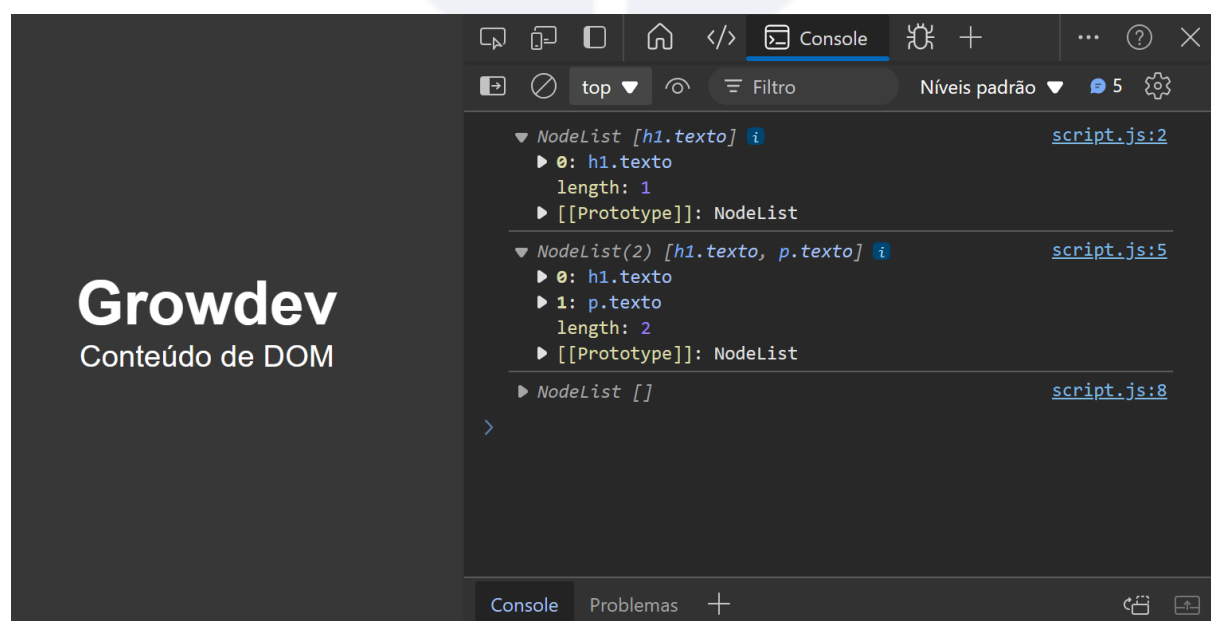 Growdev
Conteúdo de DOM
Console
top
Filtro
Níveis padrão
5
NodeList [h1.texto] i
script.js:2
0: h1.texto
length: 1
[[Prototype]]: NodeList
NodeList(2) [h1.texto, p.texto] i
script.js:5
0: h1.texto
1: p.texto
length: 2
[[Prototype]]: NodeList
NodeList []
script.js:8
Console
Problemas